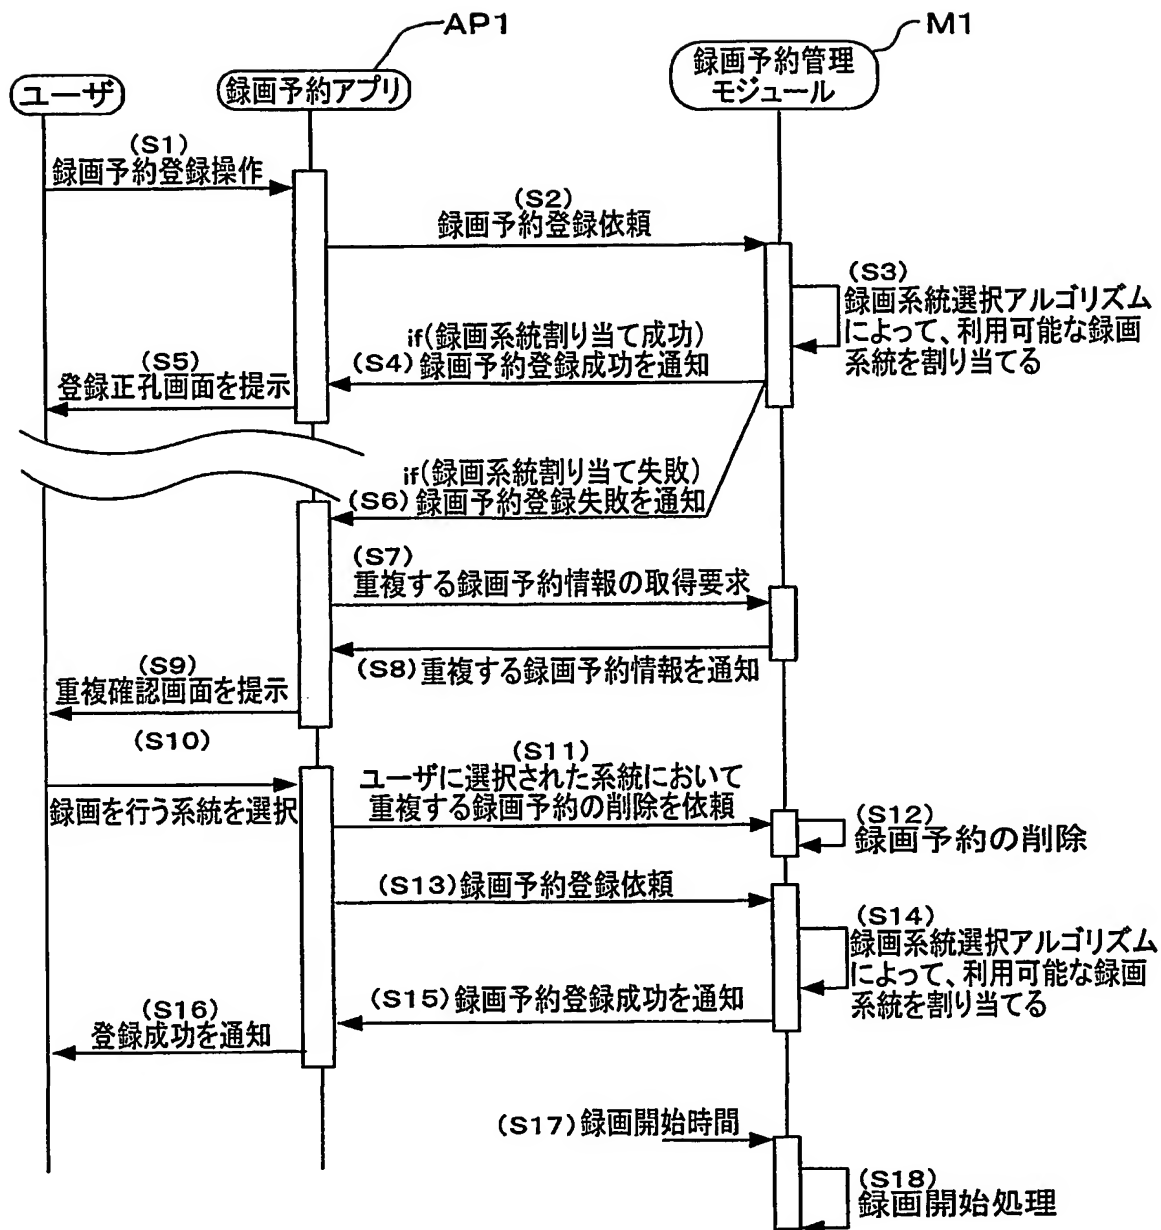 AP1
M1
ユーザ
録画予約アプリ
録画予約管理
モジュール
(S1)
録画予約登録操作
(S2)
録画予約登録依頼
(S3)
録画系統選択アルゴリズム
によって、利用可能な録画
系統を割り当てる
if(録画系統割り当て成功)
(S4)録画予約登録成功を通知
(S5)
登録正孔画面を提示
if(録画系統割り当て失敗)
(S6)録画予約登録失敗を通知
(S7)
重複する録画予約情報の取得要求
(S8)重複する録画予約情報を通知
(S9)
重複確認画面を提示
(S10)
録画を行う系統を選択
(S11)
ユーザに選択された系統において
重複する録画予約の削除を依頼
(S12)
録画予約の削除
(S13)録画予約登録依頼
(S14)
録画系統選択アルゴリズム
によって、利用可能な録画
系統を割り当てる
(S15)録画予約登録成功を通知
(S16)
登録成功を通知
(S17)録画開始時間
(S18)
録画開始処理